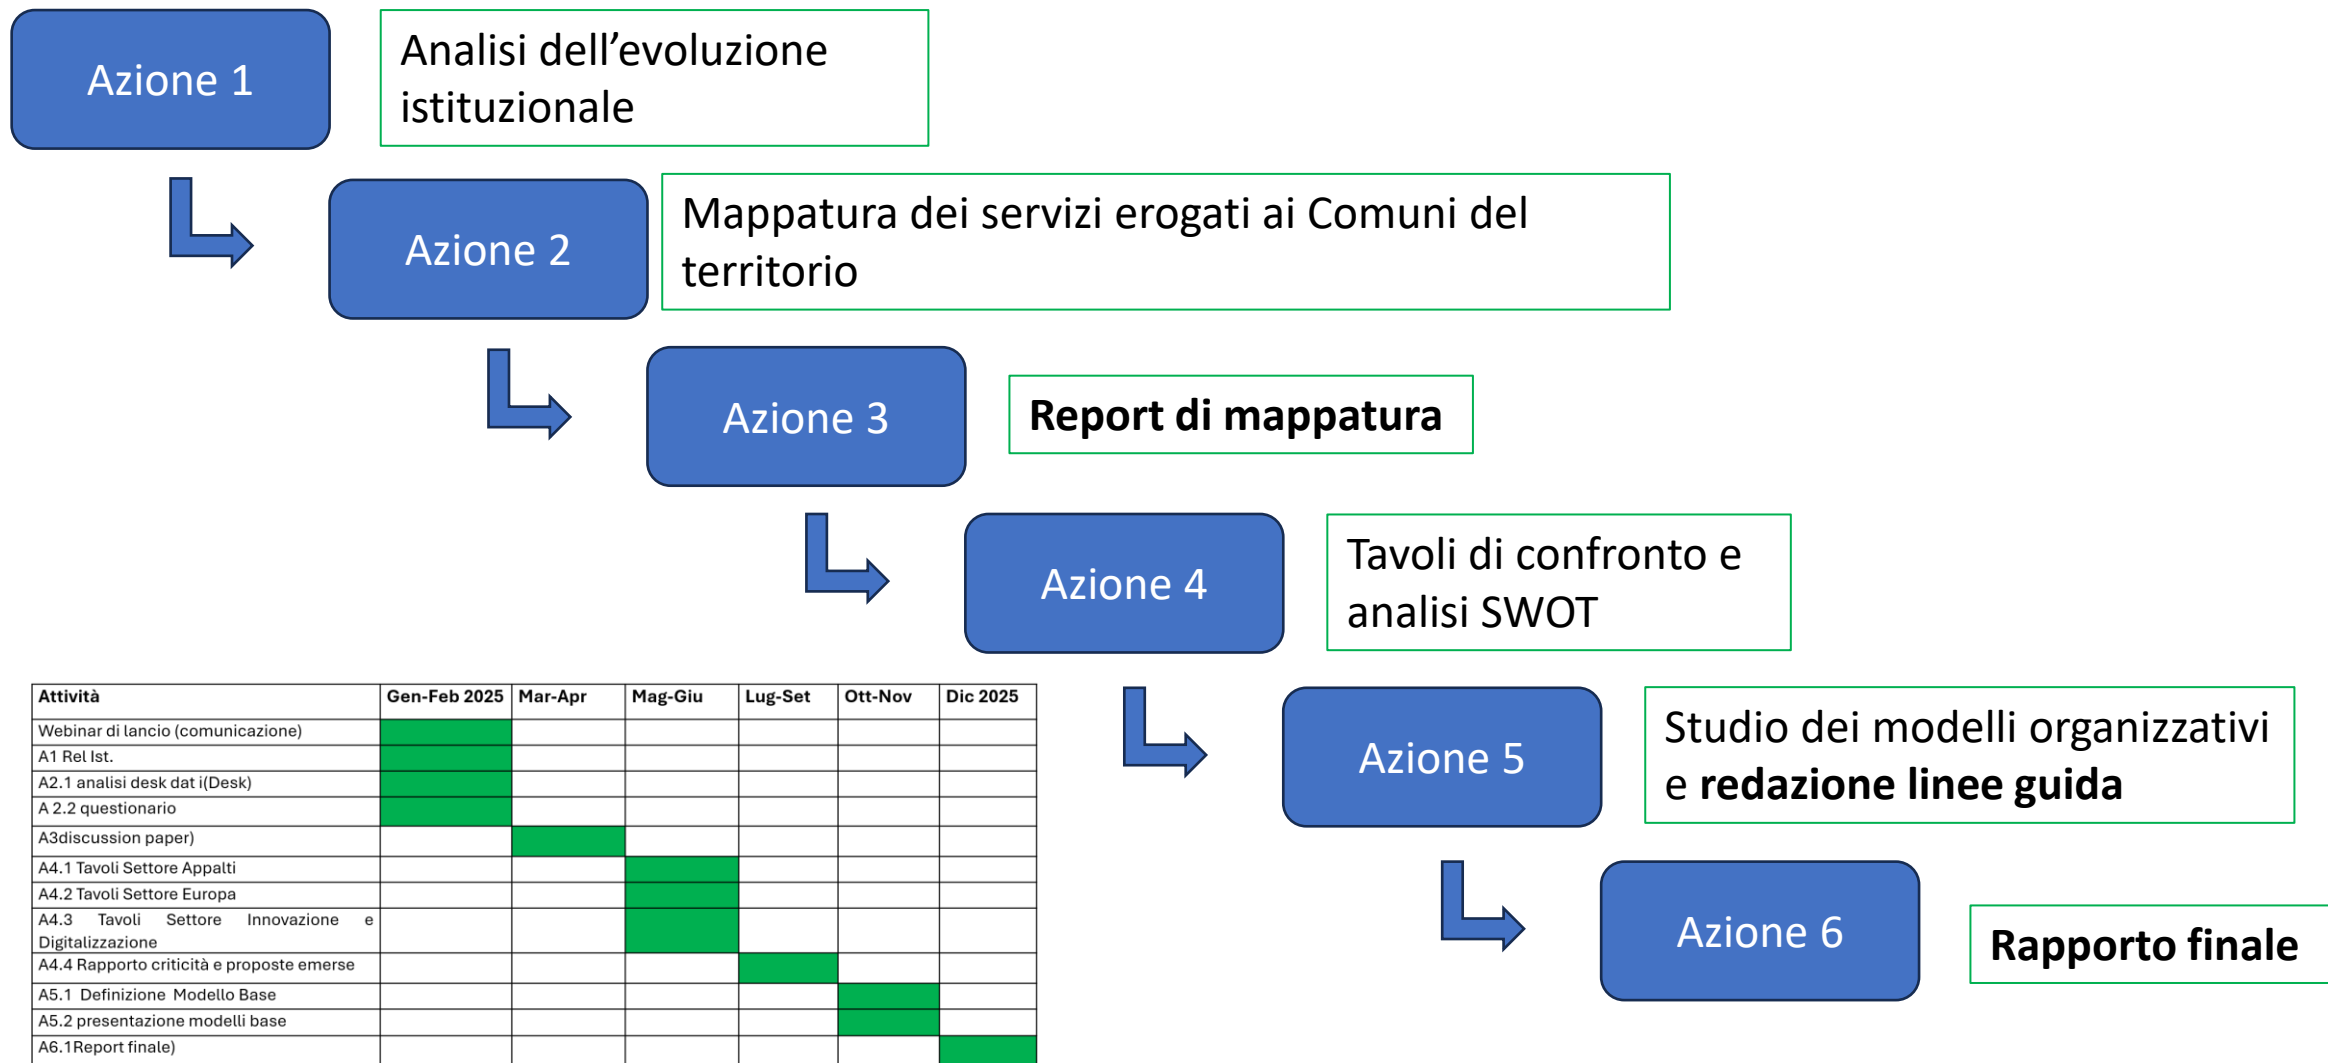 Azione 1
Analisi dell’evoluzione
istituzionale
Azione 2
Mappatura dei servizi erogati ai Comuni del
territorio
Azione 3
Report di mappatura
Azione 4
Tavoli di confronto e
analisi SWOT
Azione 5
Studio dei modelli organizzativi
e redazione linee guida
Azione 6
Rapporto finale
Attività Gen-Feb 2025 Mar-Apr Mag-Giu Lug-Set Ott-Nov Dic 2025
Webinar di lancio (comunicazione)
A1 Rel Ist.
A2.1 analisi desk dat i(Desk)
A 2.2 questionario
A3discussion paper)
A4.1 Tavoli Settore Appalti
A4.2 Tavoli Settore Europa
A4.3 Tavoli Settore Innovazione e
Digitalizzazione
A4.4 Rapporto criticità e proposte emerse
A5.1 Definizione Modello Base
A5.2 presentazione modelli base
A6.1Report finale)